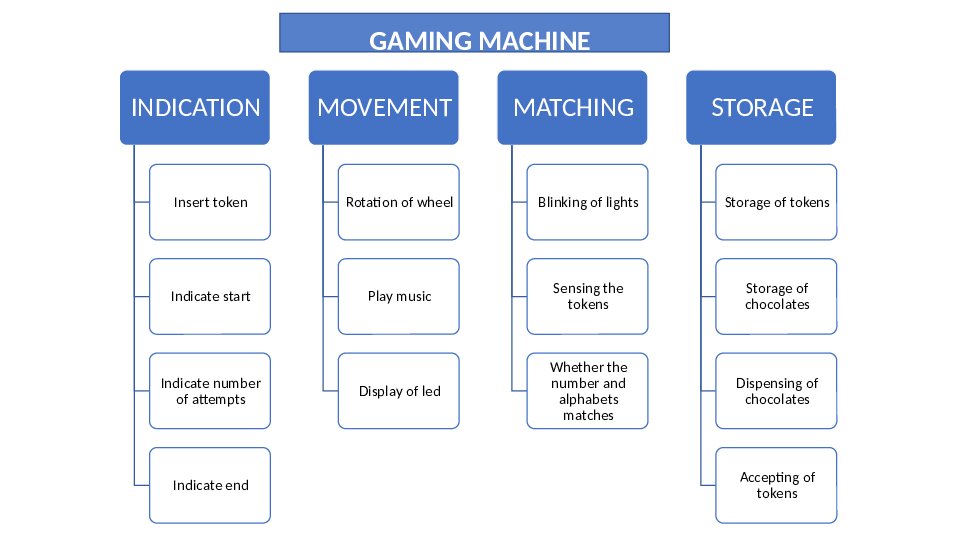 GAMING MACHINE
INDICATION
Insert token
Indicate start
Indicate number
of attempts
Indicate end
MOVEMENT
Rotation of wheel
Play music
Display of led
MATCHING
Blinking of lights
Sensing the
tokens
Whether the
number and
alphabets
matches
STORAGE
Storage of tokens
Storage of
chocolates
Dispensing of
chocolates
Accepting of
tokens